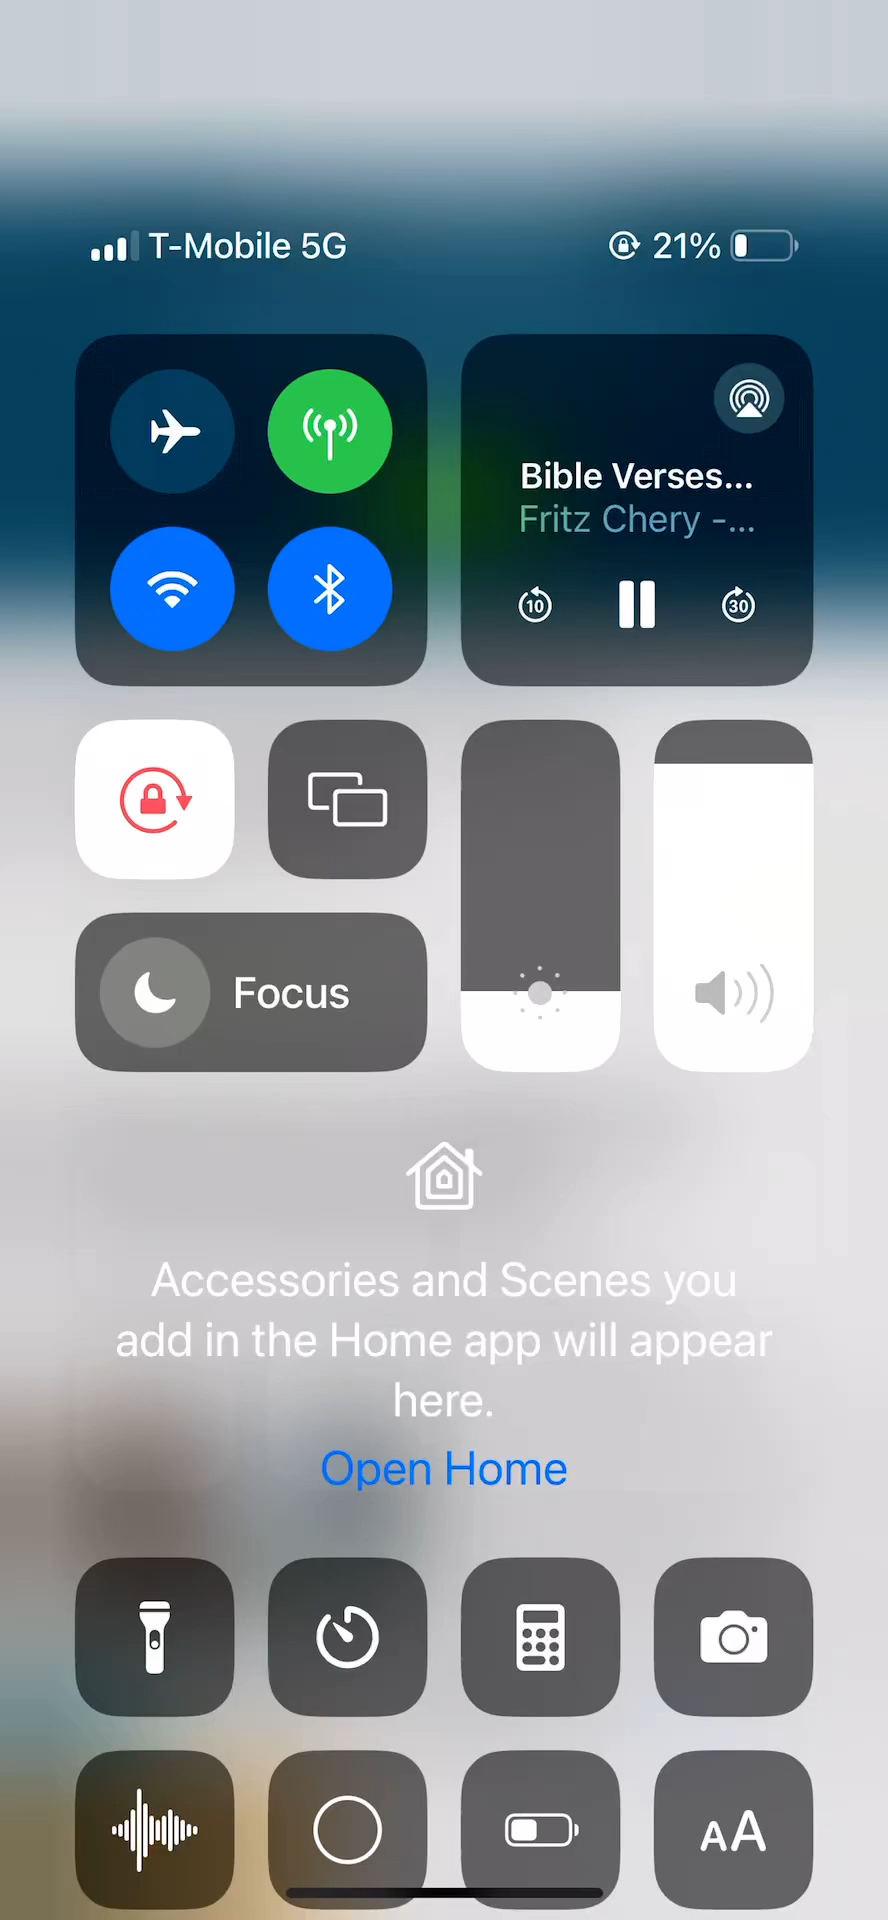 T-Mobile 5G
21%
Bible Verses...
Fritz Chery -...
10
30
Focus
Accessories and Scenes you
add in the Home app will appear
here.
Open Home
AA